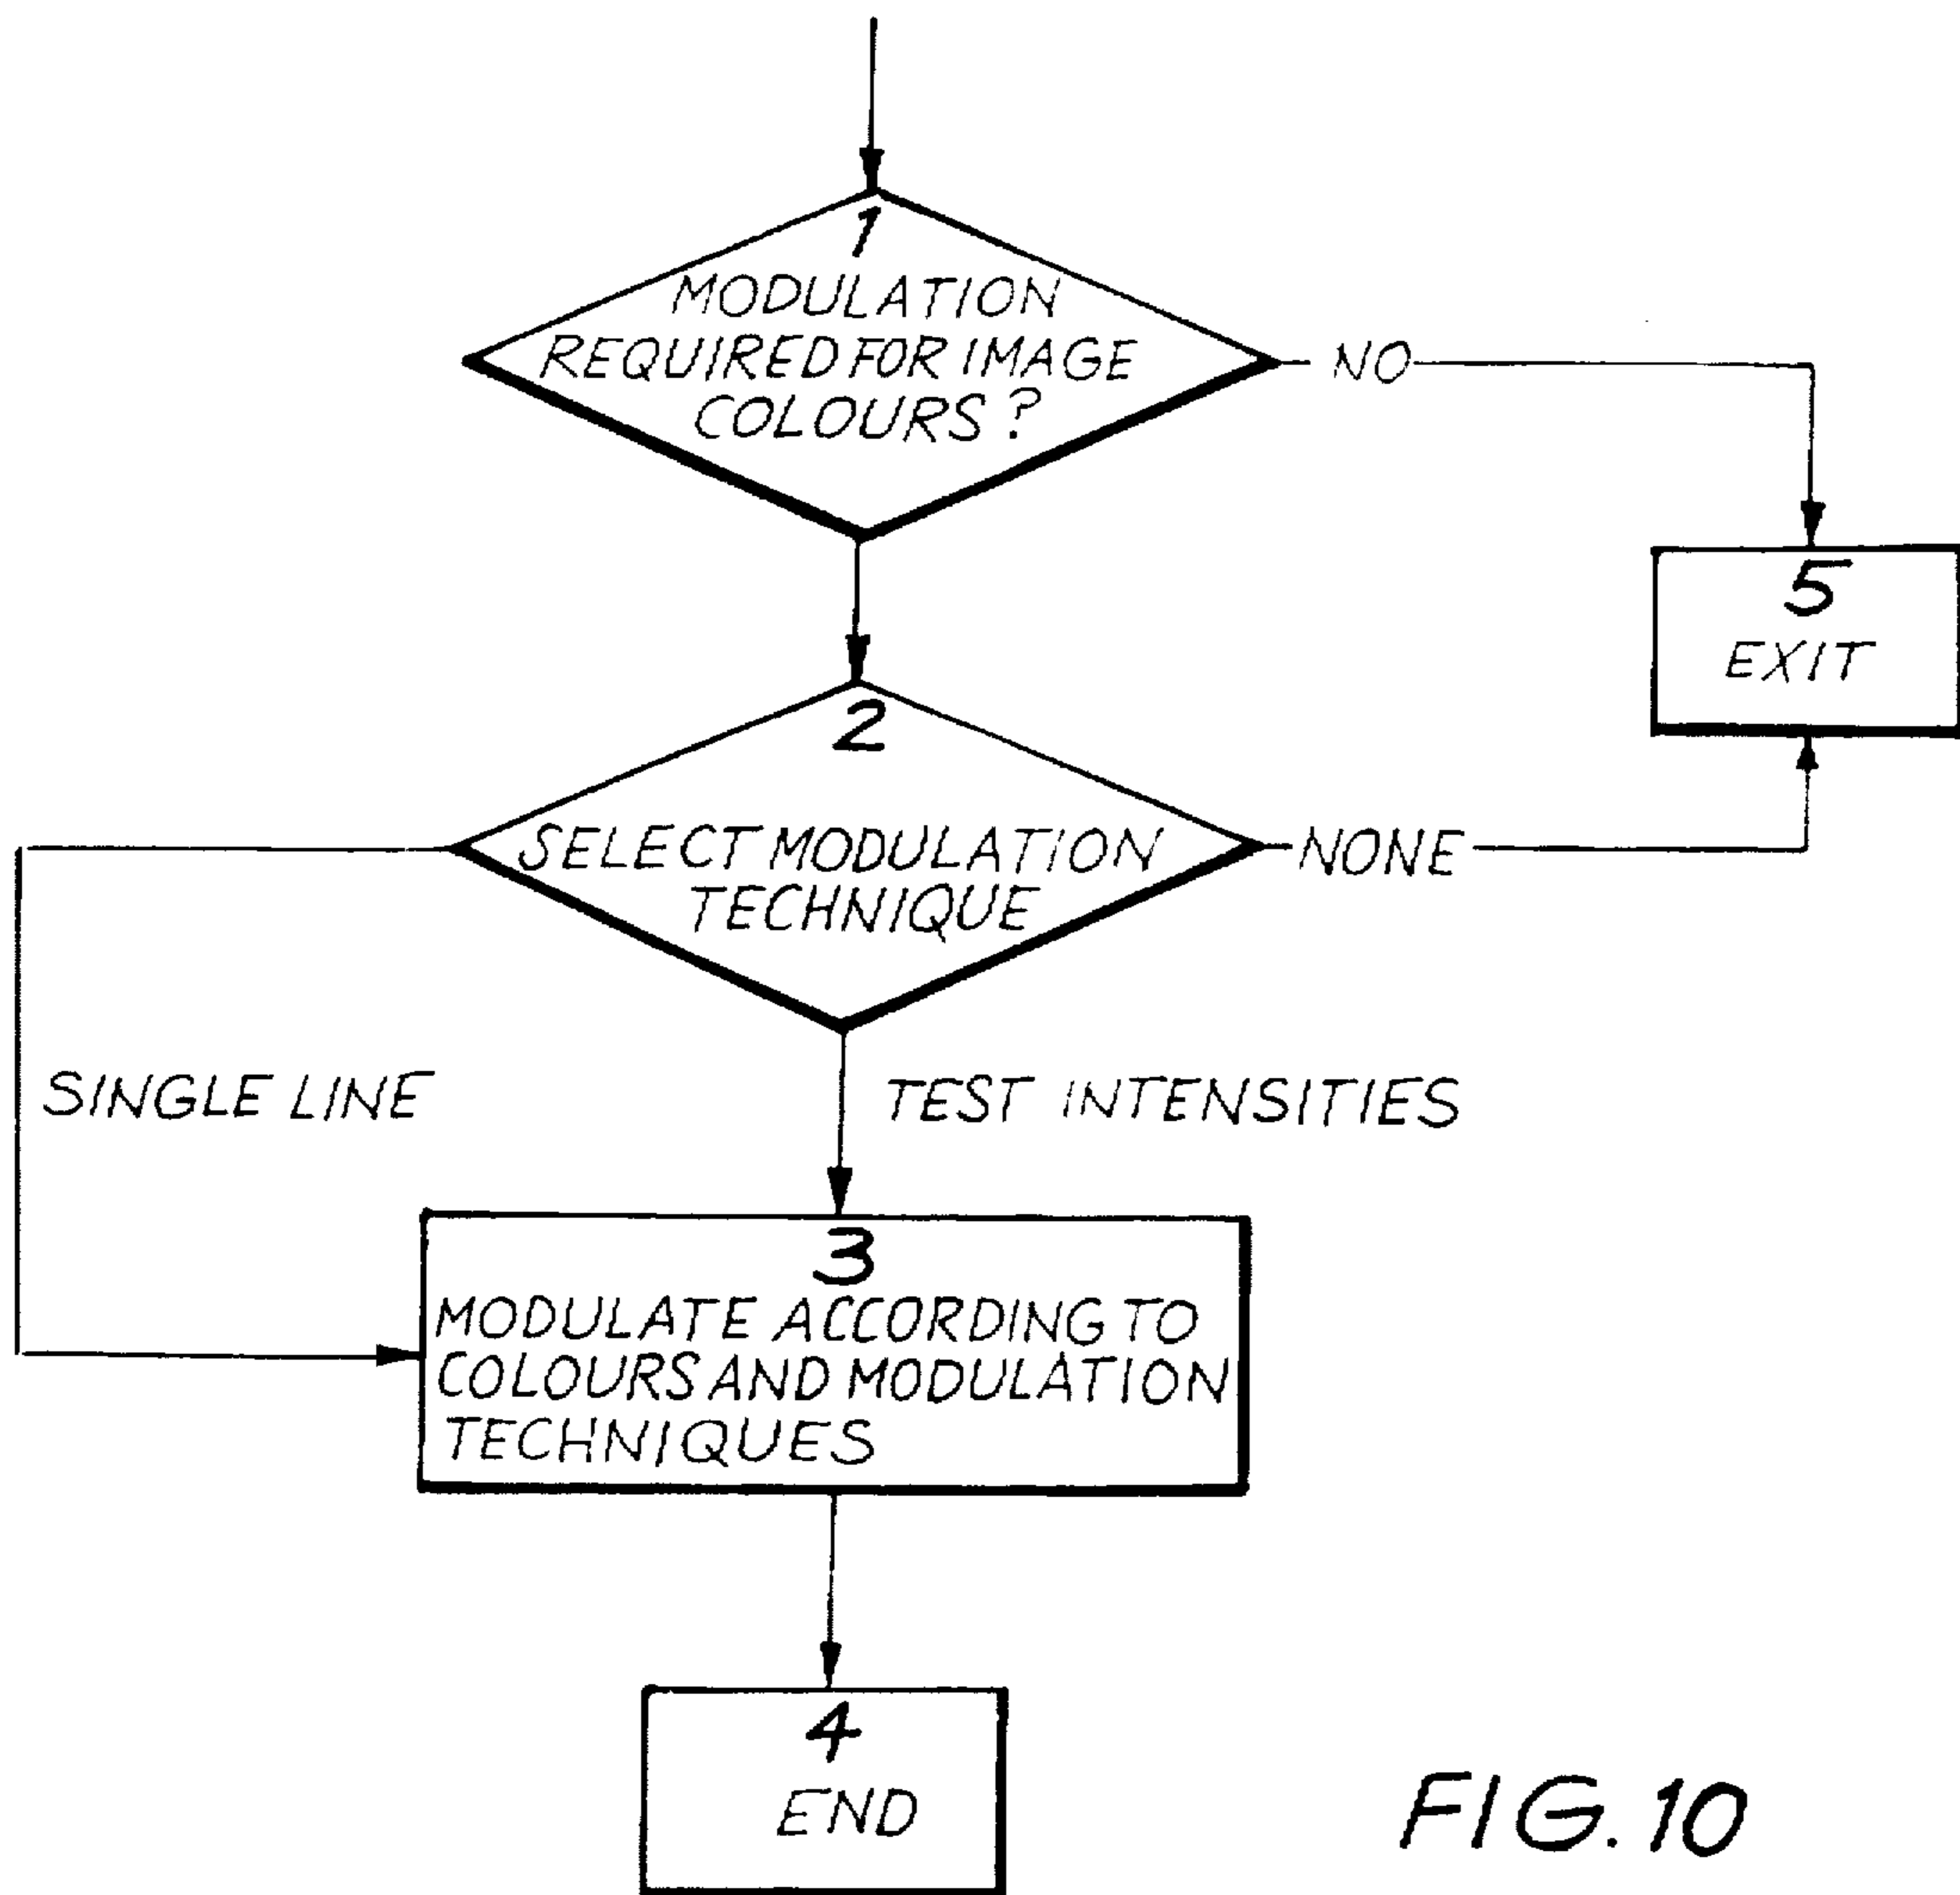 1
MODULATION
REQUIRED FOR IMAGE
COLOURS?
NO
5
EXIT
2
SELECT MODULATION
TECHNIQUE
NONE
SINGLE LINE
TEST INTENSITIES
3
MODULATE ACCORDING TO
COLOURS AND MODULATION
TECHNIQUES
4
END
FIG. 10